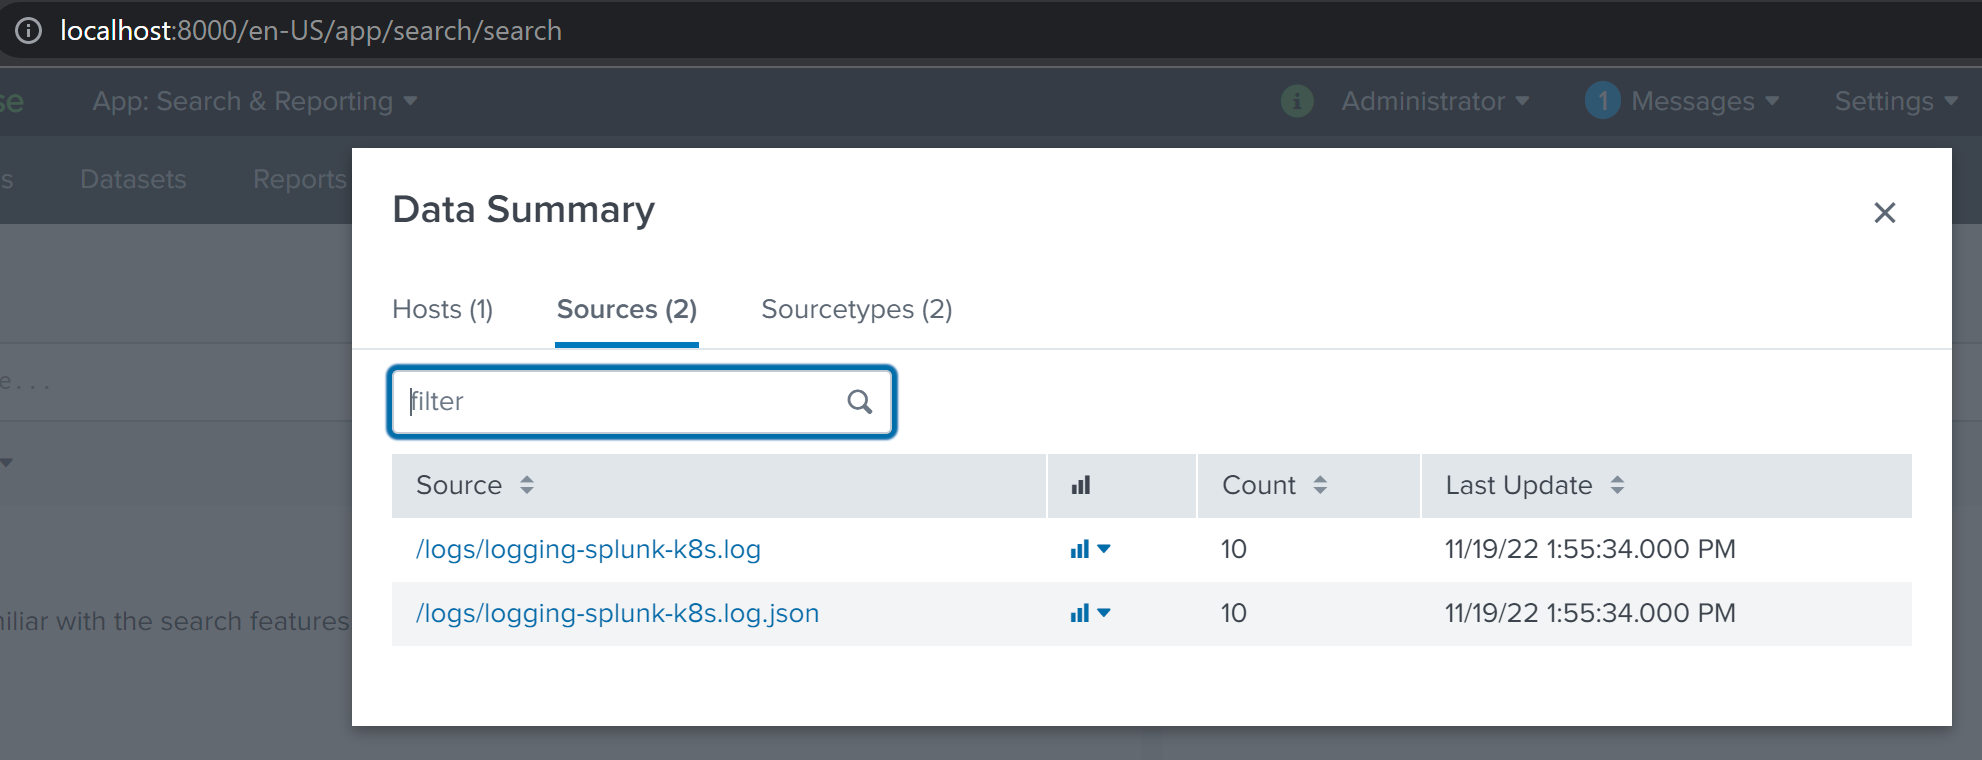 localhost:8000/en-US/app/search/search
se App: Search & Reporting i Administrator 1 Messages Settings
s Datasets Reports
Data Summary
Hosts (1) Sources (2) Sourcetypes (2)
e...
filter
Source Count Last Update
/logs/logging-splunk-k8s.log 10 11/19/22 1:55:34.000 PM
/logs/logging-splunk-k8s.log.json 10 11/19/22 1:55:34.000 PM
niliar with the search features